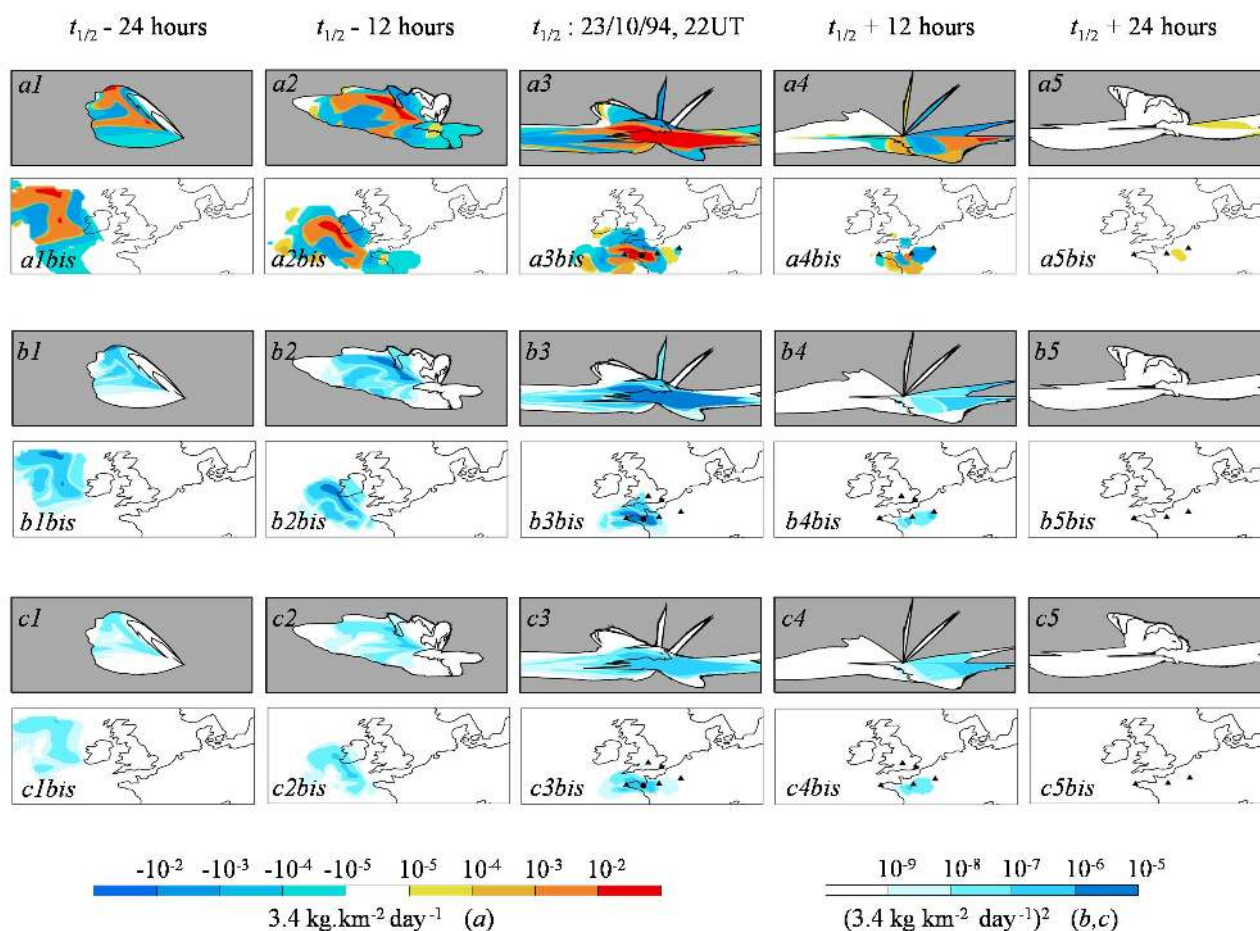 t1/2 - 24 hours
t1/2 - 12 hours
t1/2 : 23/10/94, 22UT
t1/2 + 12 hours
t1/2 + 24 hours
a1
a2
a3
a4
a5
a1bis
a2bis
a3bis
a4bis
a5bis
b1
b2
b3
b4
b5
b1bis
b2bis
b3bis
b4bis
b5bis
c1
c2
c3
c4
c5
c1bis
c2bis
c3bis
c4bis
c5bis
-10⁻² -10⁻³ -10⁻⁴ -10⁻⁵ 10⁻⁵ 10⁻⁴ 10⁻³ 10⁻²
3.4 kg.km⁻² day⁻¹ (a)
10⁻⁹ 10⁻⁸ 10⁻⁷ 10⁻⁶ 10⁻⁵
(3.4 kg km⁻² day⁻¹)² (b,c)